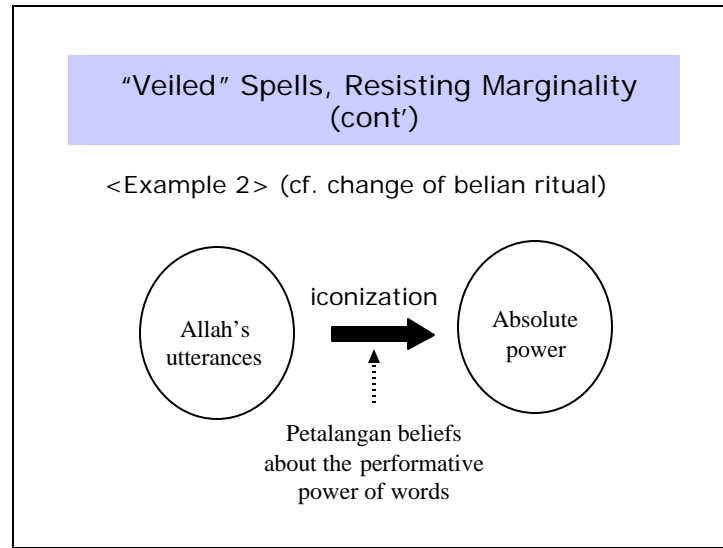 “Veiled” Spells, Resisting Marginality
(cont’)
<Example 2> (cf. change of belian ritual)
iconization
Allah’s
utterances
Absolute
power
Petalangan beliefs
about the performative
power of words